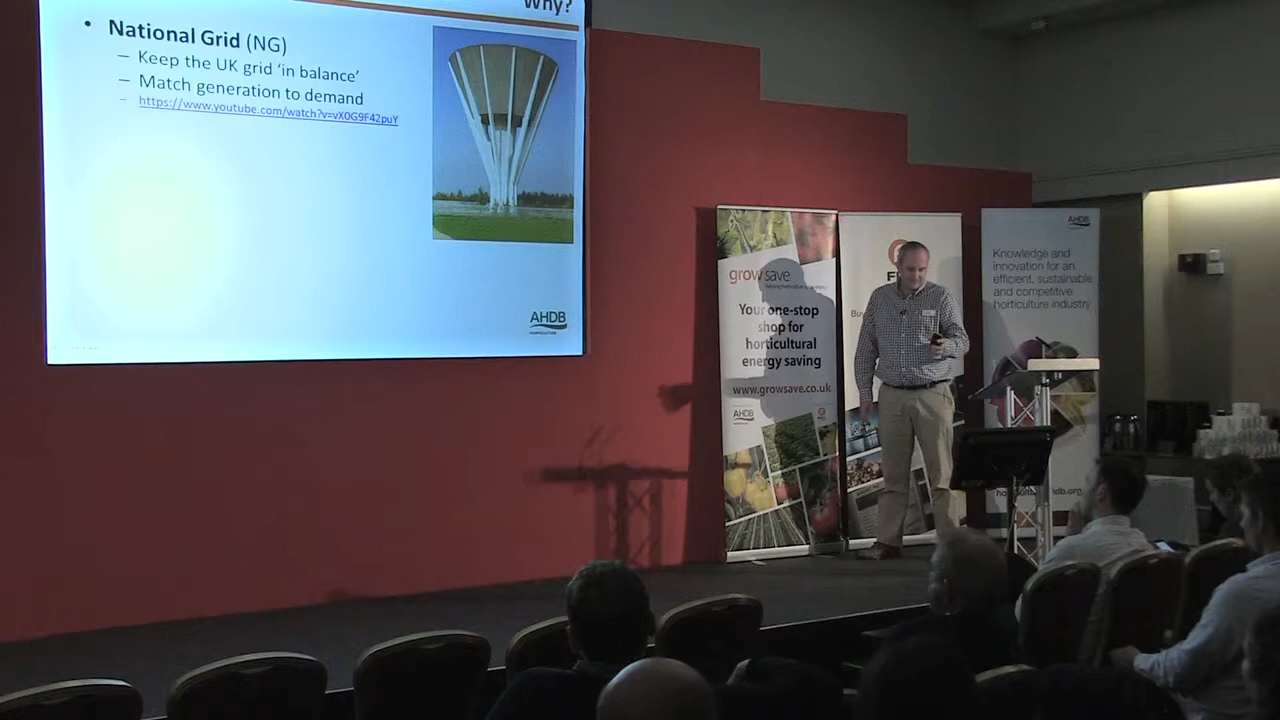 Why?
• National Grid (NG)
– Keep the UK grid 'in balance'
– Match generation to demand
– https://www.youtube.com/watch?v=vX0G9F42puY
AHDB
HORTICULTURE
grow save
Your one-stop
shop for
horticultural
energy saving
www.growsave.co.uk
AHDB
AHDB
Knowledge and
innovation for an
efficient, sustainable
and competitive
horticulture industry